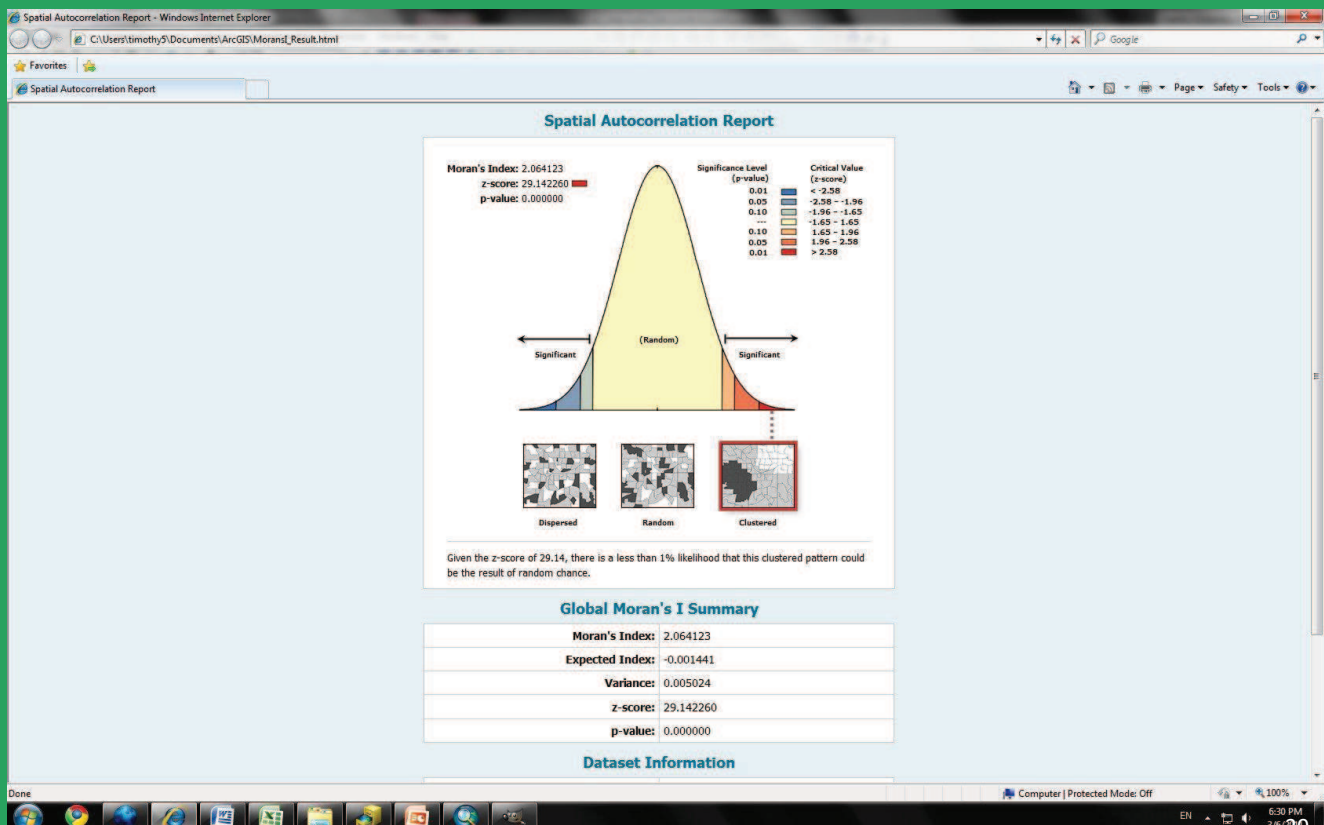 Spatial Autocorrelation Report - Windows Internet Explorer
C:\Users\timothy5\Documents\ArcGIS\MoransI_Result.html
Google
Favorites
Spatial Autocorrelation Report
Page Safety Tools
Spatial Autocorrelation Report
Moran's Index: 2.064123
z-score: 29.142260
p-value: 0.000000
Significance Level (p-value)
Critical Value (z-score)
0.01 < -2.58
0.05 -2.58 - -1.96
0.10 -1.96 - -1.65
--- -1.65 - 1.65
0.10 1.65 - 1.96
0.05 1.96 - 2.58
0.01 > 2.58
(Random)
Significant Significant
Dispersed Random Clustered
Given the z-score of 29.14, there is a less than 1% likelihood that this clustered pattern could
be the result of random chance.
Global Moran's I Summary
Moran's Index: 2.064123
Expected Index: -0.001441
Variance: 0.005024
z-score: 29.142260
p-value: 0.000000
Dataset Information
Done
Computer | Protected Mode: Off
100%
EN
6:30 PM